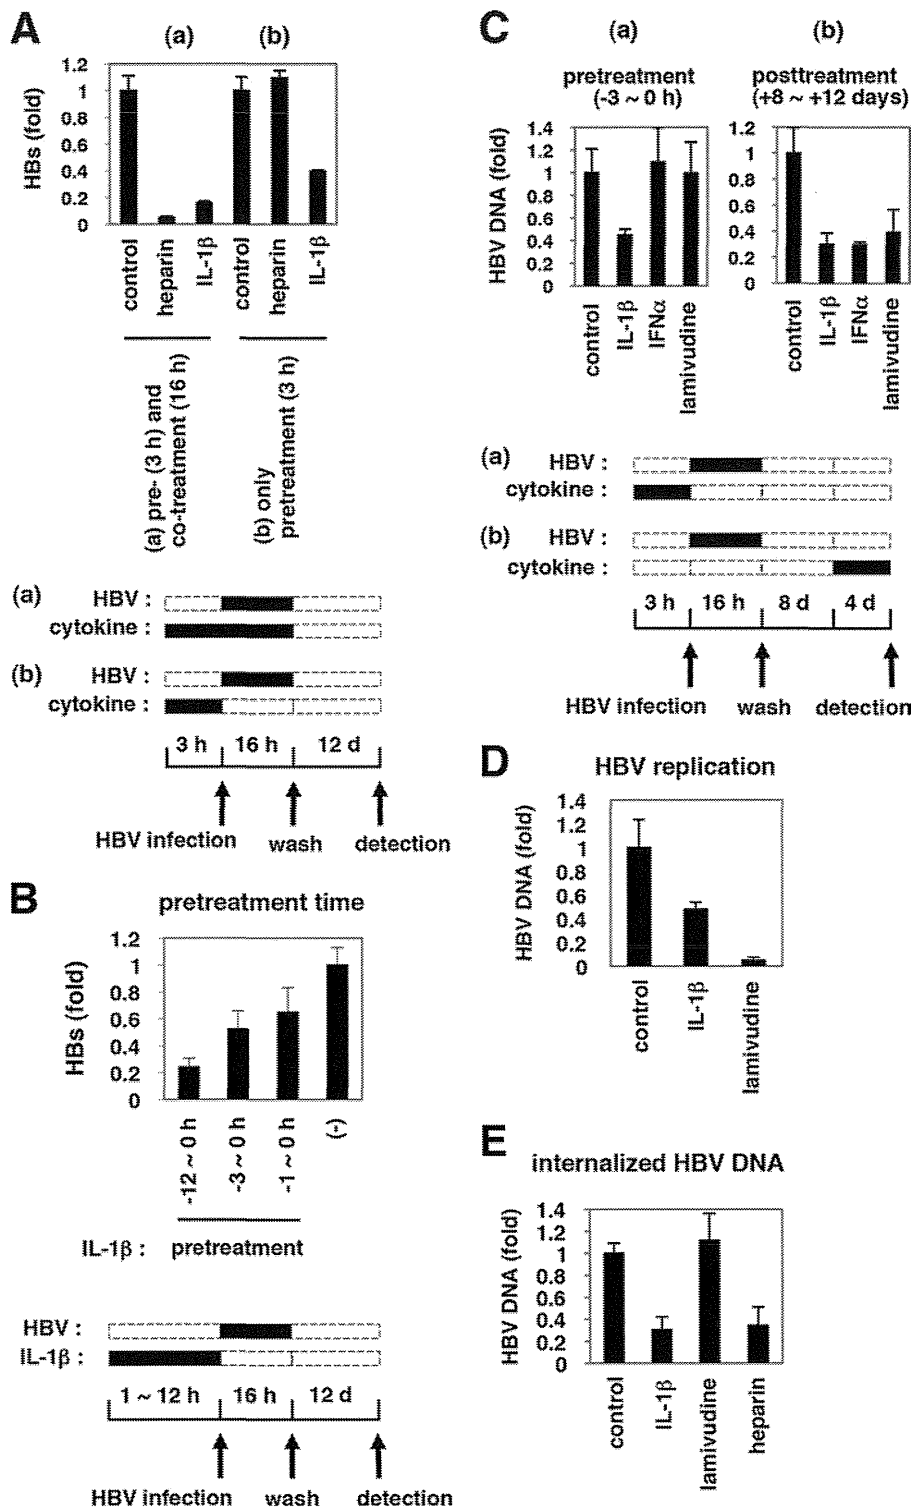 A
(a)
(b)
HBs (fold)
1.2
1
0.8
0.6
0.4
0.2
0
control
heparin
IL-1β
control
heparin
IL-1β
(a) pre- (3 h) and
co-treatment (16 h)
(b) only
pretreatment (3 h)
(a)
HBV :
cytokine :
(b)
HBV :
cytokine :
3 h
16 h
12 d
HBV infection
wash
detection
B
pretreatment time
HBs (fold)
1.2
1
0.8
0.6
0.4
0.2
0
-12 ~ 0 h
-3 ~ 0 h
-1 ~ 0 h
(-)
IL-1β : pretreatment
HBV :
IL-1β :
1 ~ 12 h
16 h
12 d
HBV infection
wash
detection
C
(a)
(b)
pretreatment
(-3 ~ 0 h)
posttreatment
(+8 ~ +12 days)
HBV DNA (fold)
1.4
1.2
1
0.8
0.6
0.4
0.2
0
control
IL-1β
IFNα
lamivudine
1.2
1
0.8
0.6
0.4
0.2
0
control
IL-1β
IFNα
lamivudine
(a)
HBV :
cytokine :
(b)
HBV :
cytokine :
3 h
16 h
8 d
4 d
HBV infection
wash
detection
D
HBV replication
HBV DNA (fold)
1.4
1.2
1
0.8
0.6
0.4
0.2
0
control
IL-1β
lamivudine
E
internalized HBV DNA
HBV DNA (fold)
1.4
1.2
1
0.8
0.6
0.4
0.2
0
control
IL-1β
lamivudine
heparin